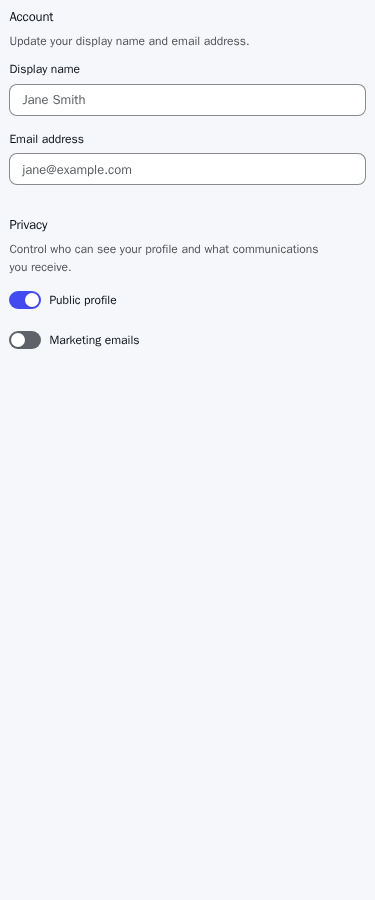 Account
Update your display name and email address.
Display name
Jane Smith
Email address
jane@example.com
Privacy
Control who can see your profile and what communications
you receive.
Public profile
Marketing emails